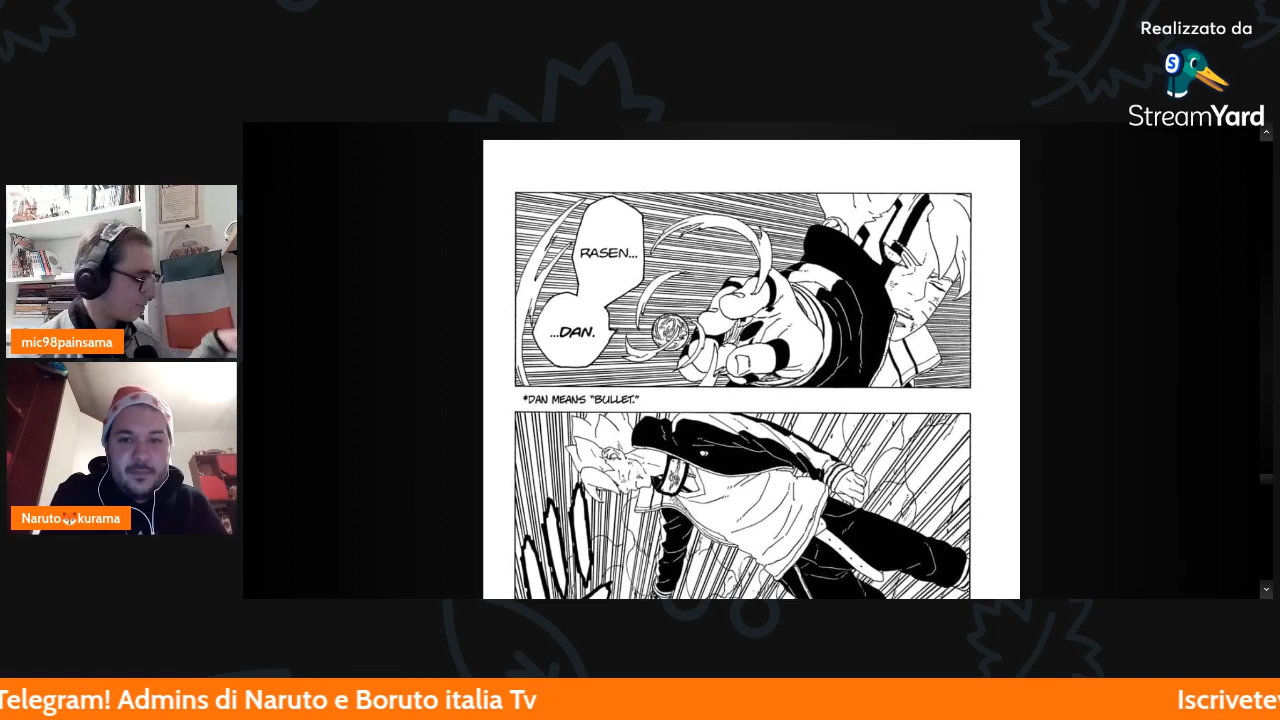 Realizzato da
StreamYard
RASEN...
...DAN.
*DAN MEANS "BULLET."
mic98painsama
Naruto🦊kurama
Telegram! Admins di Naruto e Boruto italia Tv
Iscrivetev